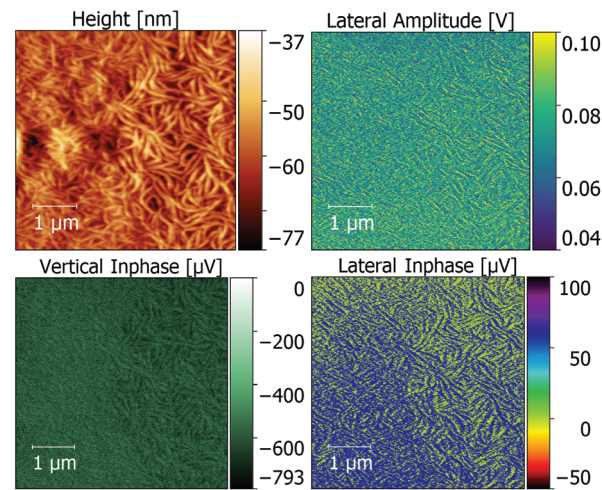 Height [nm]
−37
−50
−60
−77
1 µm
Lateral Amplitude [V]
0.10
0.08
0.06
0.04
1 µm
Vertical Inphase [µV]
0
−200
−400
−600
−793
1 µm
Lateral Inphase [µV]
100
50
0
−50
1 µm